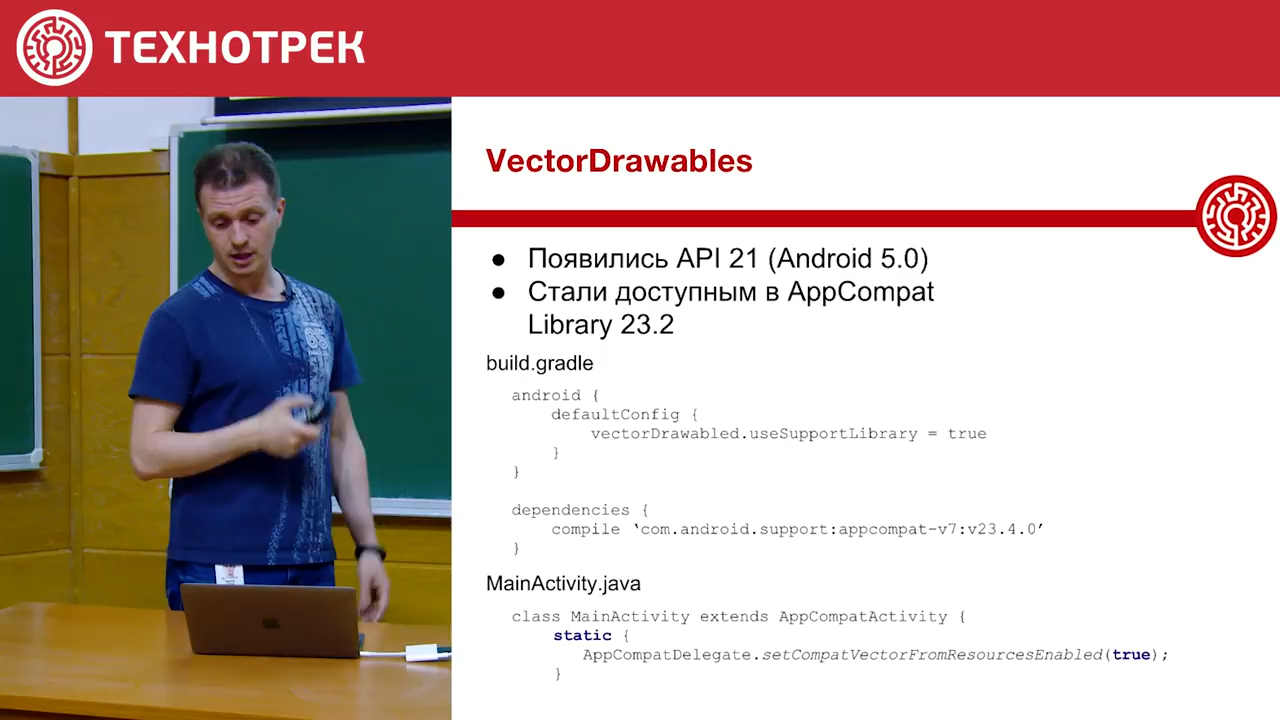 ТЕХНОТРЕК
VectorDrawables
● Появились API 21 (Android 5.0)
● Стали доступным в AppCompat
Library 23.2
build.gradle
android {
defaultConfig {
vectorDrawabled.useSupportLibrary = true
}
}
dependencies {
compile ‘com.android.support:appcompat-v7:v23.4.0’
}
MainActivity.java
class MainActivity extends AppCompatActivity {
static {
AppCompatDelegate.setCompatVectorFromResourcesEnabled(true);
}